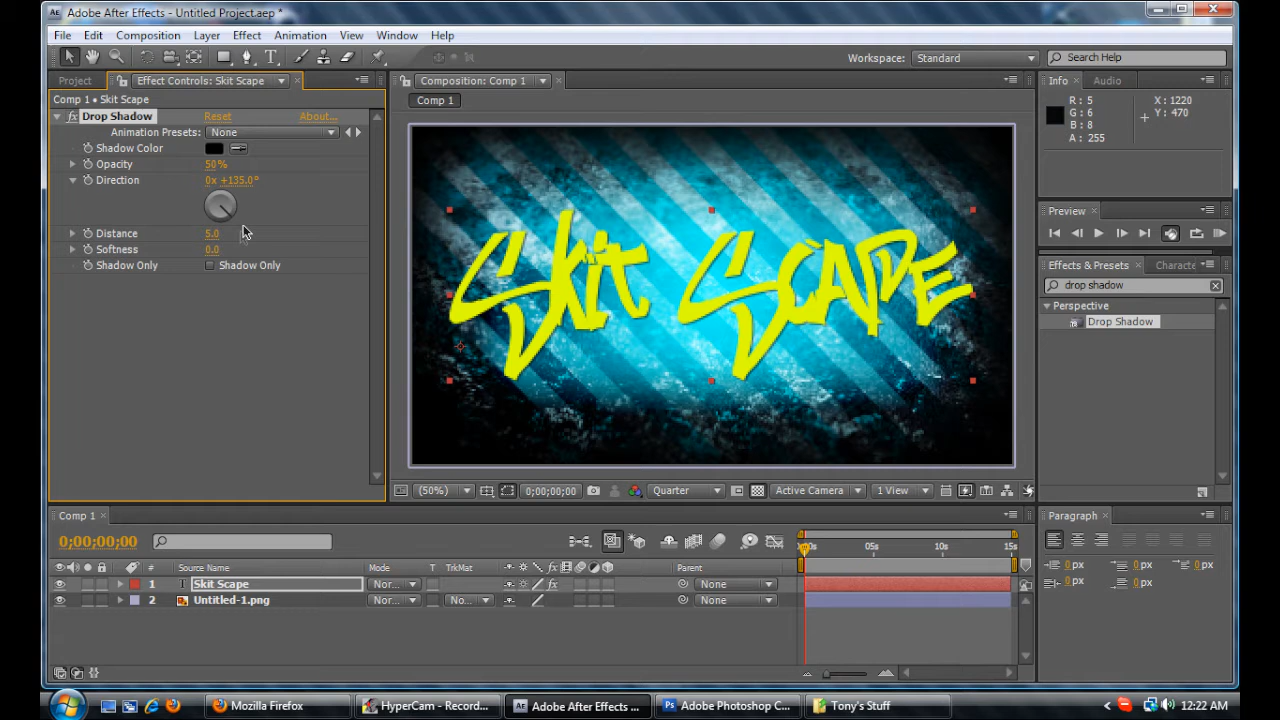 Adobe After Effects - Untitled Project.aep *
File Edit Composition Layer Effect Animation View Window Help
Workspace: Standard Search Help
Project Effect Controls: Skit Scape Composition: Comp 1 Info Audio
Comp 1 • Skit Scape
Comp 1
fx Drop Shadow Reset About...
Animation Presets: None
Shadow Color
Opacity 50 %
Direction 0x +135.0°
Distance 5.0
Softness 0.0
Shadow Only Shadow Only
Skit Scape
R: 5 X: 1220
G: 6 Y: 470
B: 8
A: 255
Preview
Effects & Presets Characte
drop shadow
Perspective
Drop Shadow
(50%) 0;00;00;00 Quarter Active Camera 1 View
Comp 1 Paragraph
0;00;00;00
05s 10s 15s
# Source Name Mode T TrkMat Parent
1 T Skit Scape Nor... None
2 Untitled-1.png Nor... No... None
0 px 0 px 0 px
0 px 0 px
Mozilla Firefox HyperCam - Record... Adobe After Effects ... Adobe Photoshop C... Tony's Stuff 12:22 AM